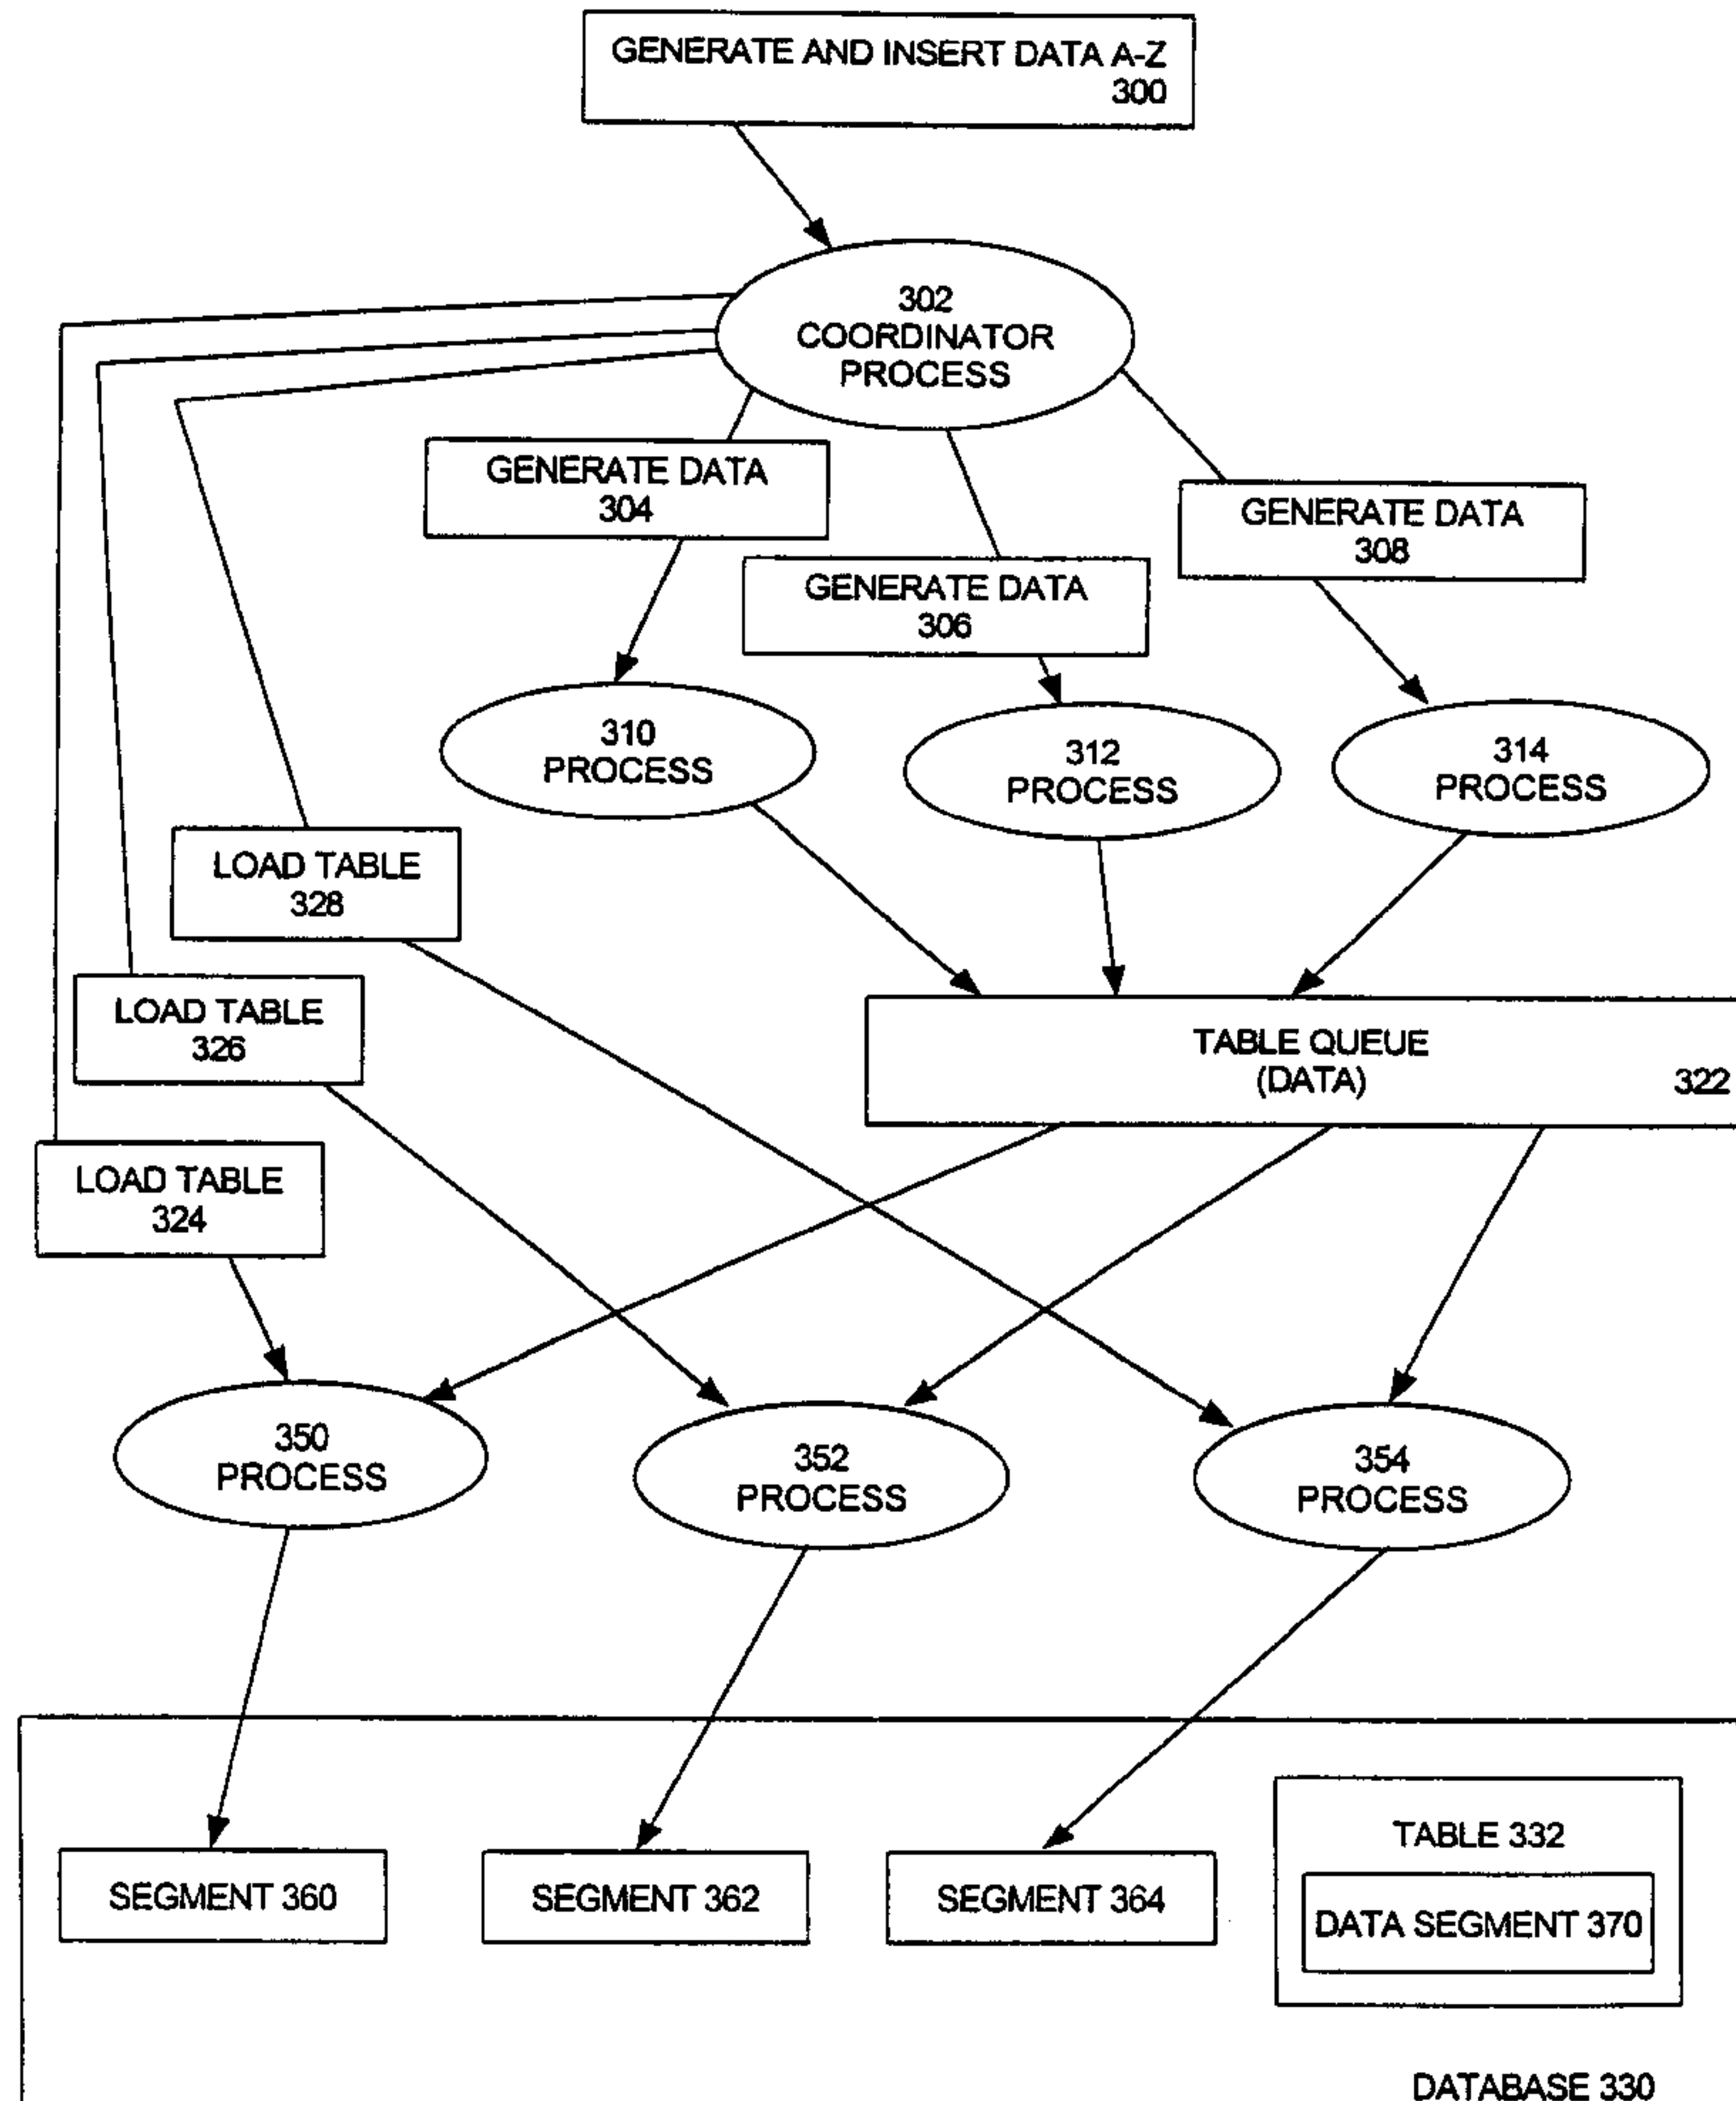 GENERATE AND INSERT DATA A-Z
300
302
COORDINATOR
PROCESS
GENERATE DATA
304
GENERATE DATA
308
GENERATE DATA
306
310
PROCESS
312
PROCESS
314
PROCESS
LOAD TABLE
328
LOAD TABLE
326
TABLE QUEUE
(DATA)
322
LOAD TABLE
324
350
PROCESS
352
PROCESS
354
PROCESS
TABLE 332
SEGMENT 360
SEGMENT 362
SEGMENT 364
DATA SEGMENT 370
DATABASE 330